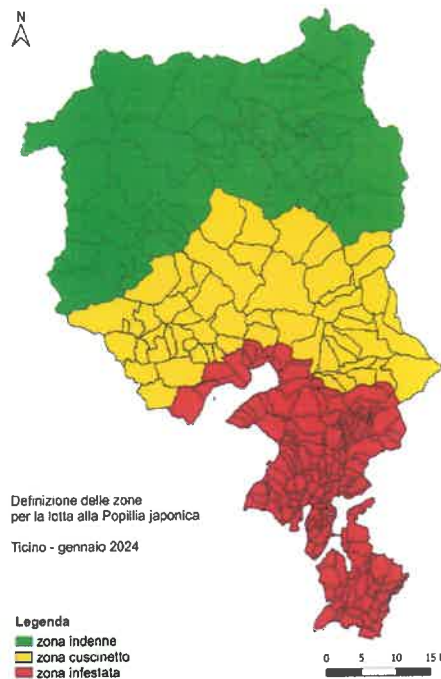 N
Definizione delle zone
per la lotta alla Popillia japonica
Ticino - gennaio 2024
Legenda
zona indenne
zona cuscinetto
zona infestata
0 5 10 15